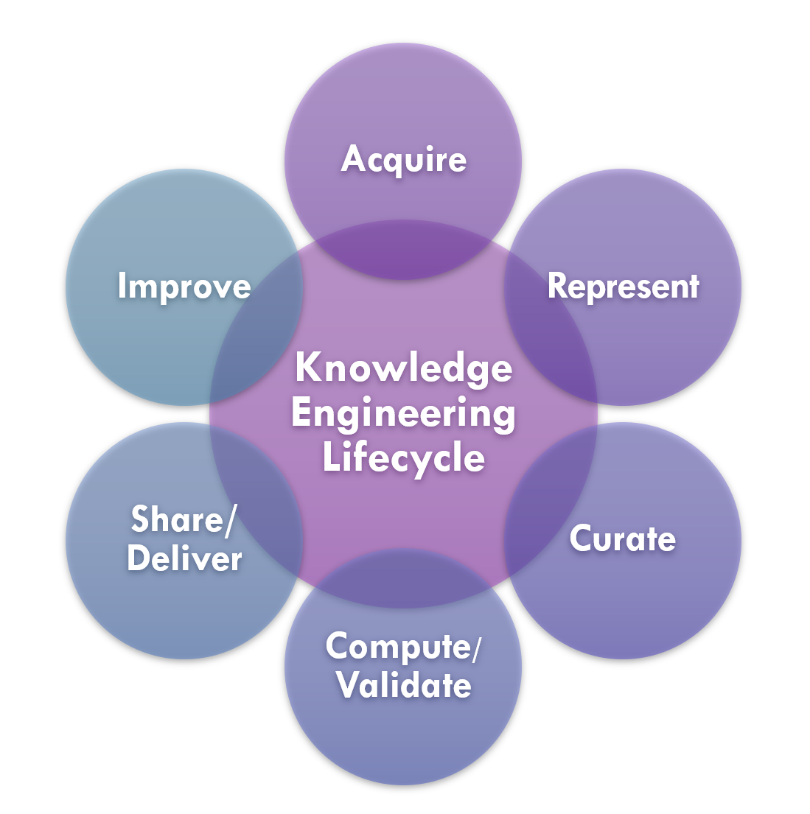 Acquire
Represent
Curate
Compute/
Validate
Share/
Deliver
Improve
Knowledge
Engineering
Lifecycle